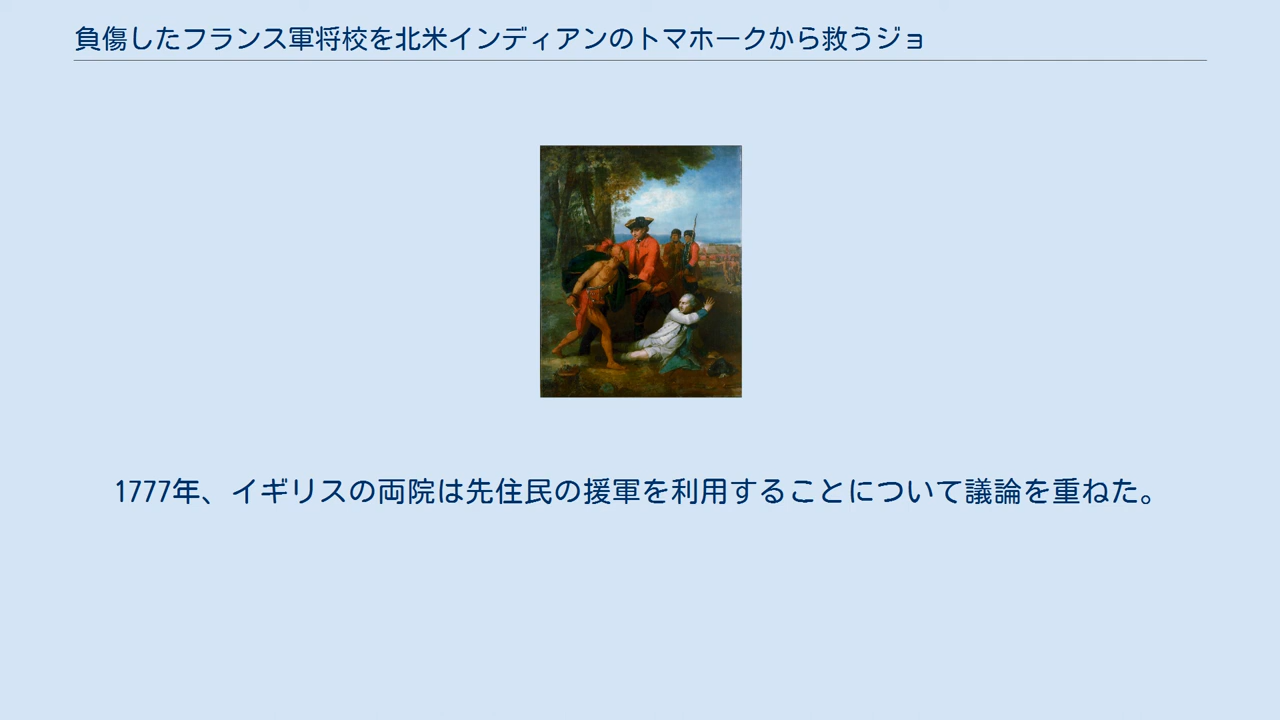 負傷したフランス軍将校を北米インディアンのトマホークから救うジョ
1777年、イギリスの両院は先住民の援軍を利用することについて議論を重ねた。